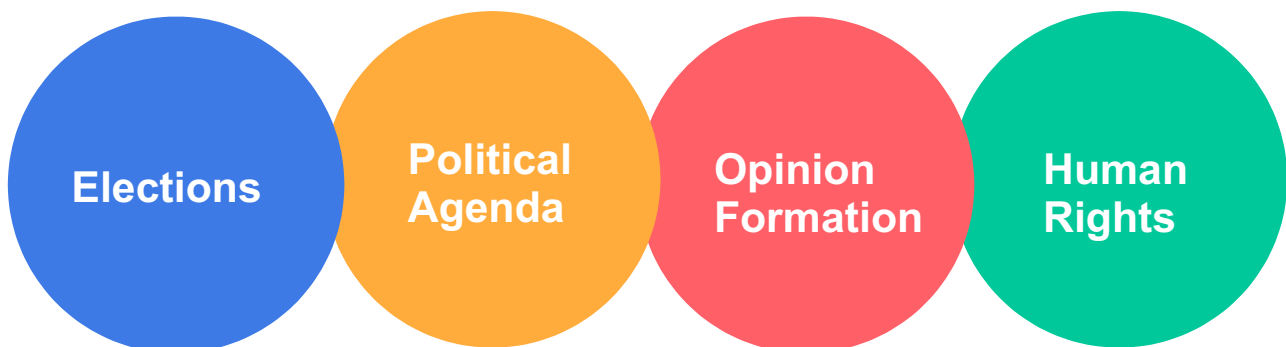 Elections
Political
Agenda
Opinion
Formation
Human
Rights